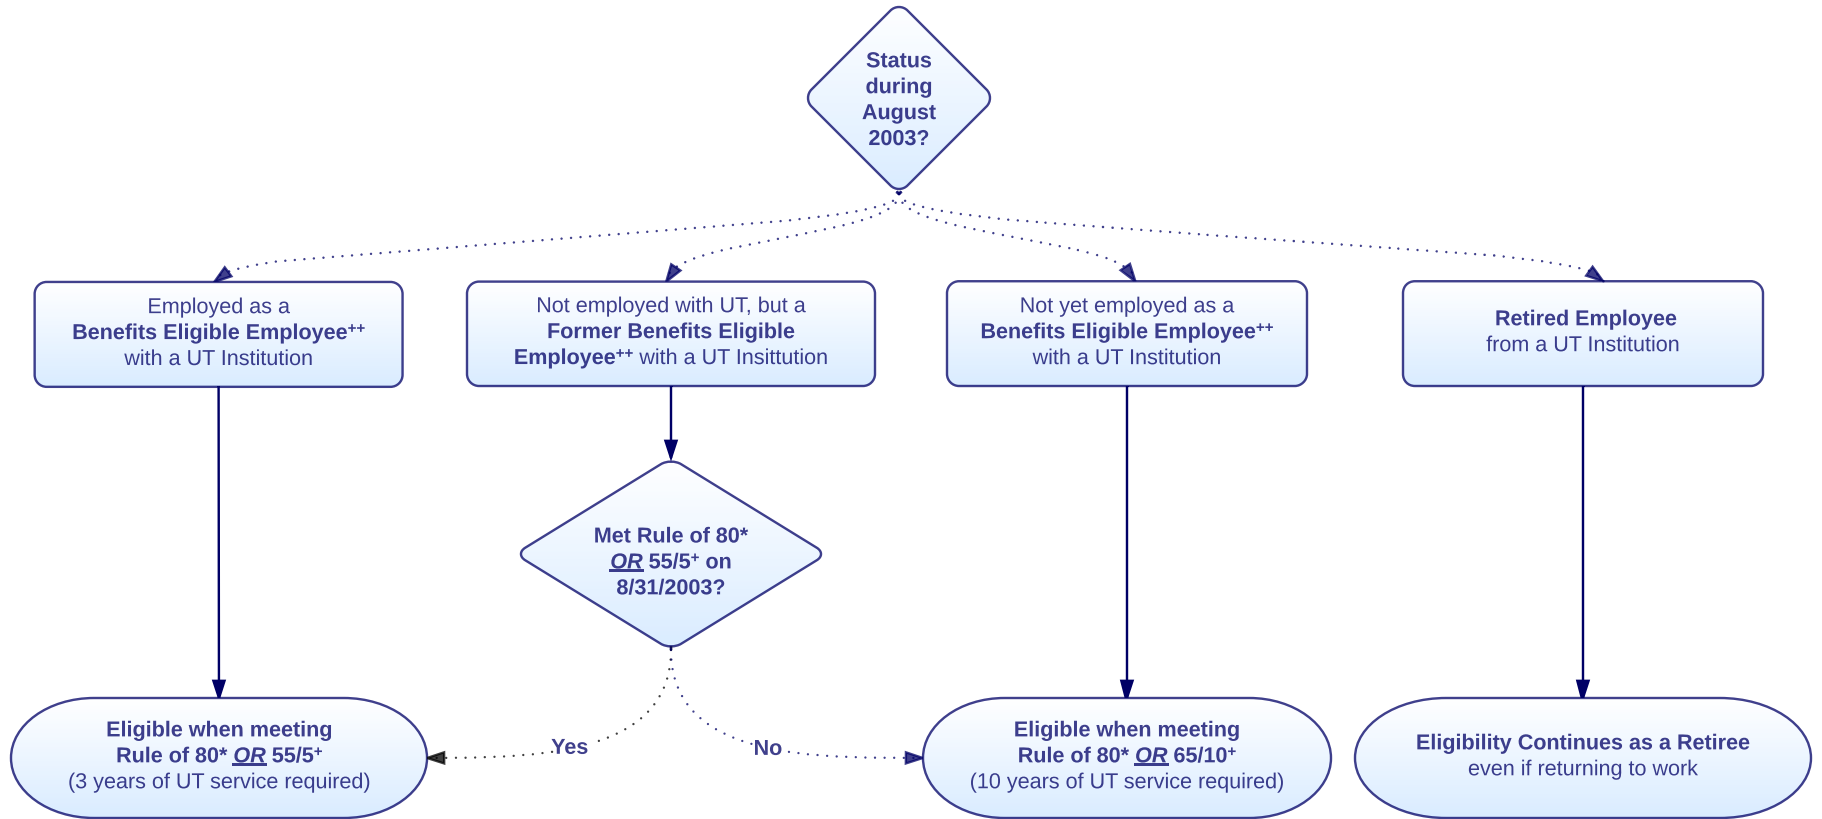 Status
during
August
2003?
Employed as a
Benefits Eligible Employee++
with a UT Institution
Not employed with UT, but a
Former Benefits Eligible
Employee++ with a UT Insittution
Not yet employed as a
Benefits Eligible Employee++
with a UT Institution
Retired Employee
from a UT Institution
Met Rule of 80*
OR 55/5+ on
8/31/2003?
Yes
No
Eligible when meeting
Rule of 80* OR 55/5+
(3 years of UT service required)
Eligible when meeting
Rule of 80* OR 65/10+
(10 years of UT service required)
Eligibility Continues as a Retiree
even if returning to work